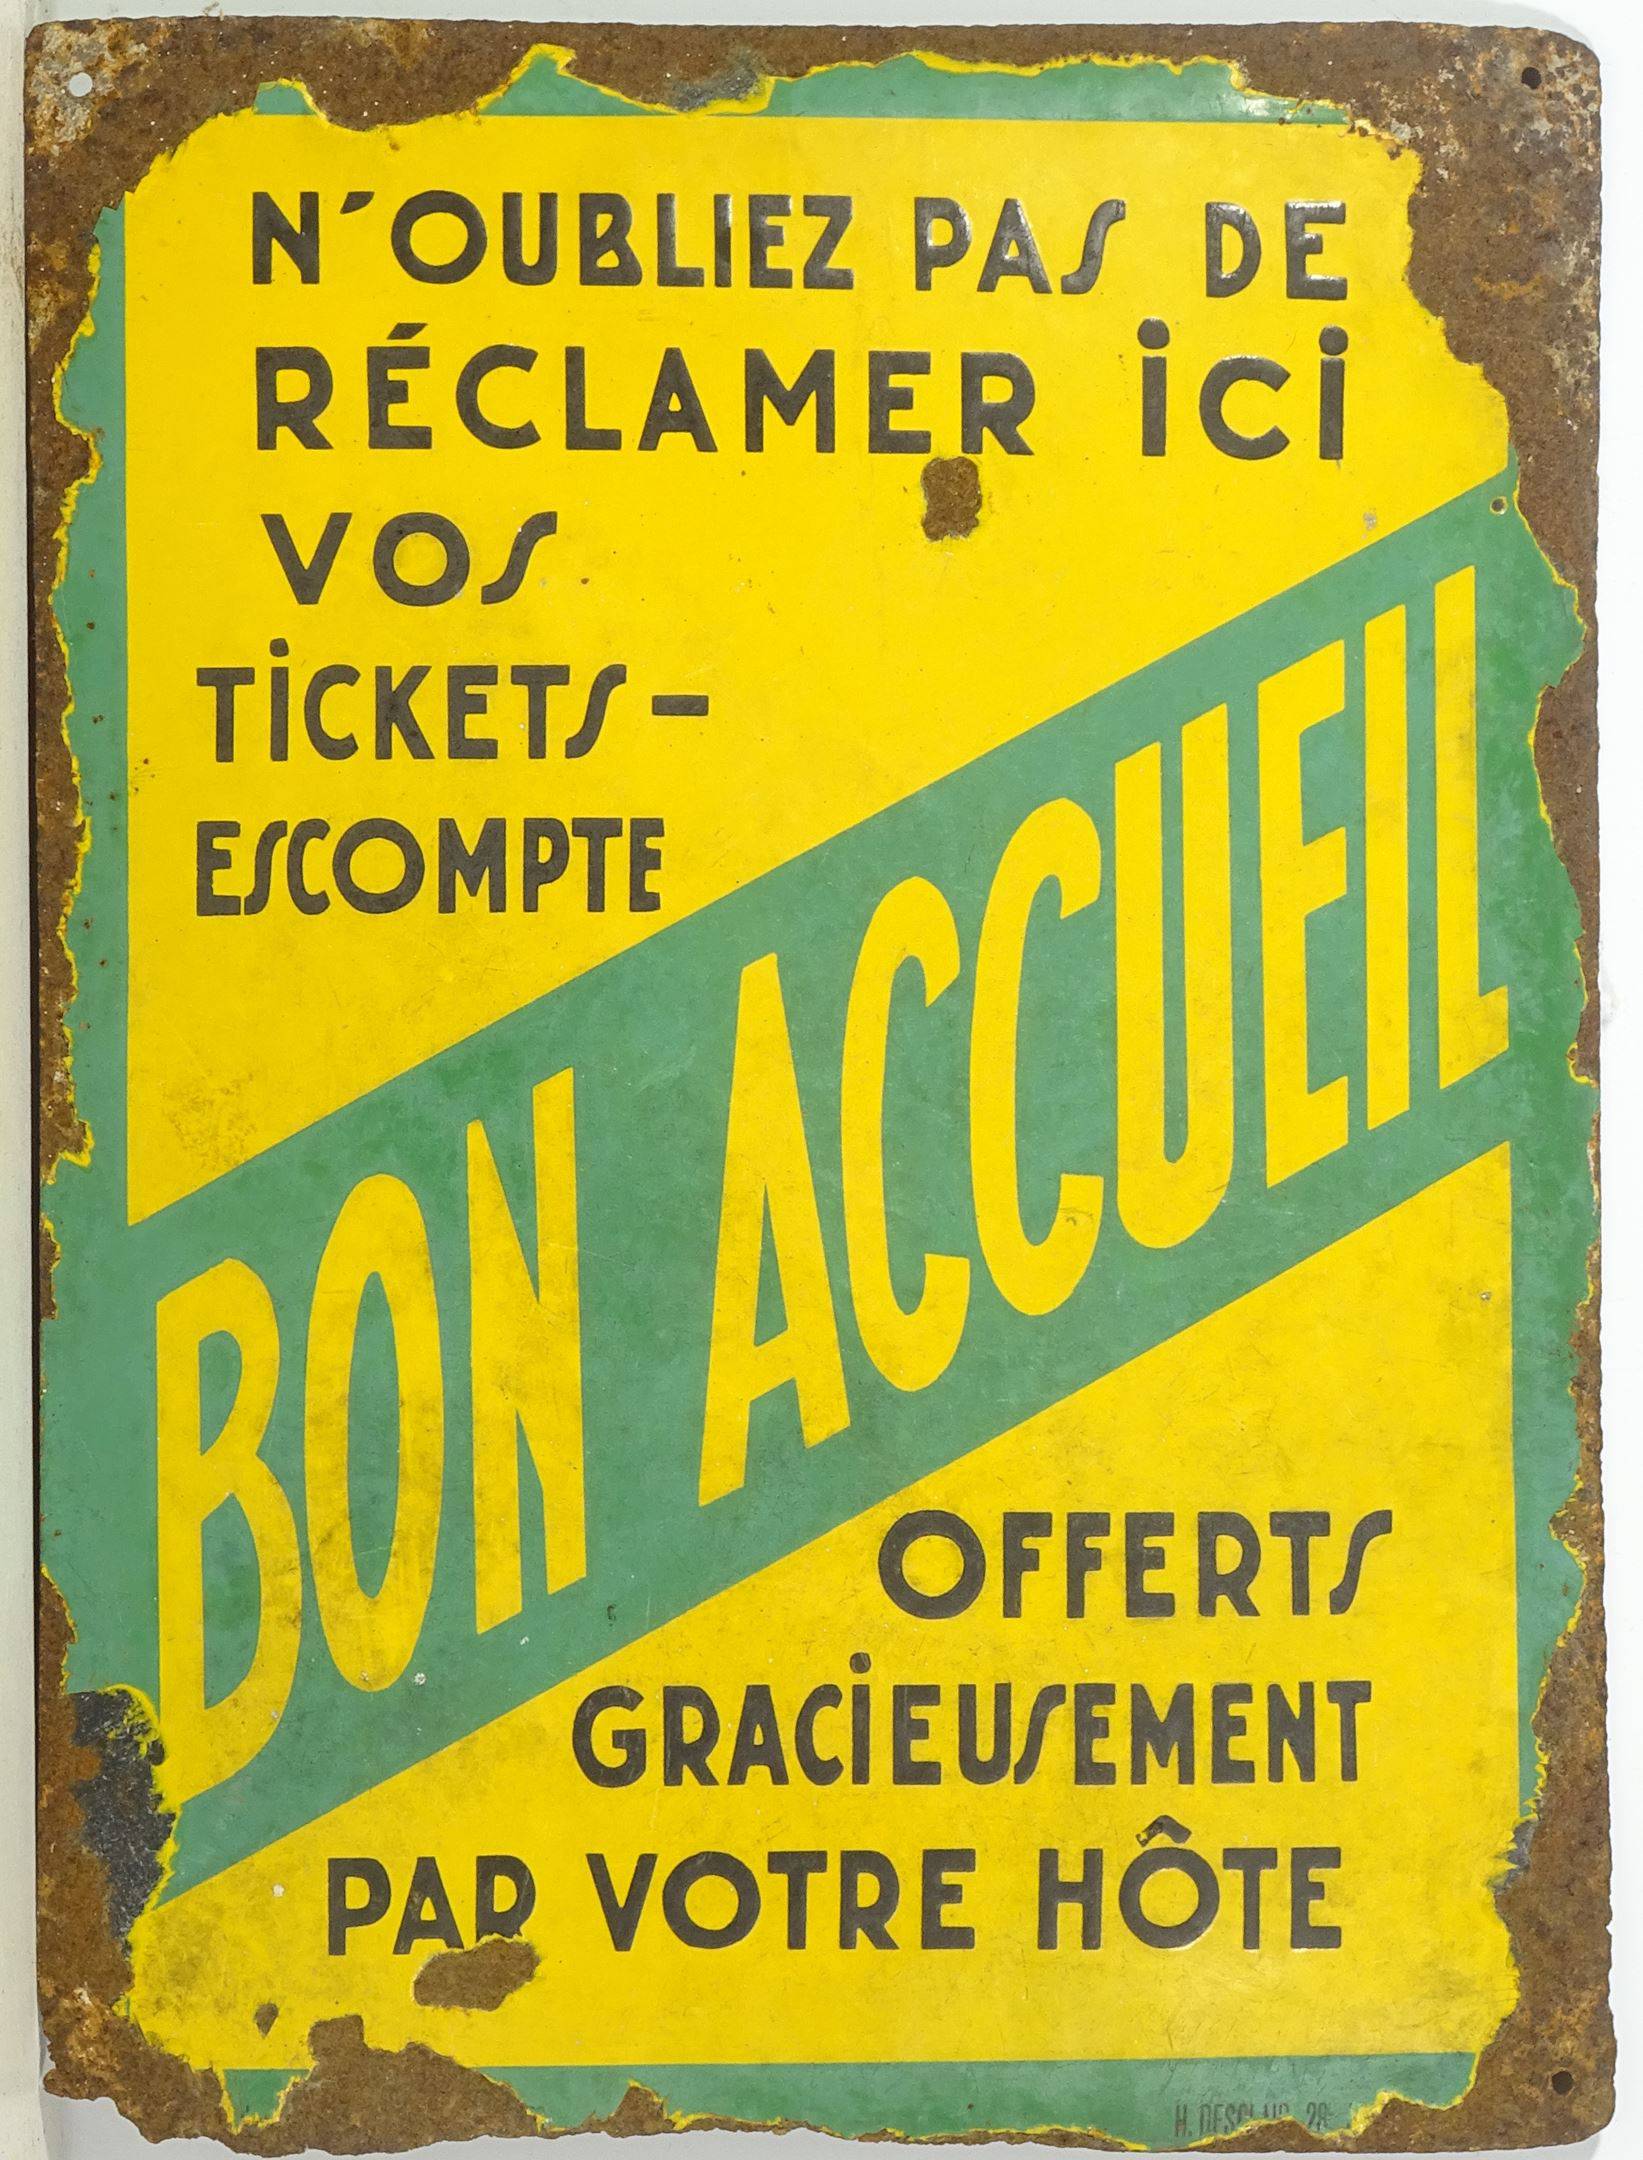 N'OUBLIEZ PAS DE
RÉCLAMER iCi
VOS
TiCKETS-
ESCOMPTE
BON ACCUEIL
OFFERTS
GRACiEUSEMENT
PAR VOTRE HÔTE
H.